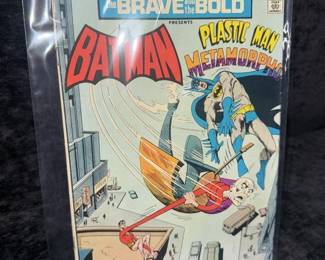 The BRAVE AND THE BOLD
PRESENTS
BATMAN
PLASTIC MAN
METAMORPHO